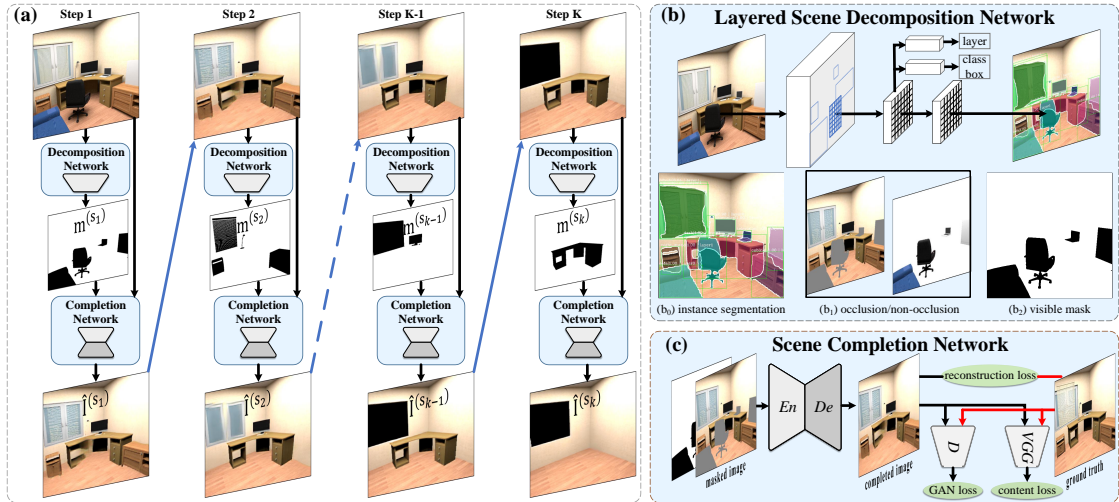 (a)
Step 1
Step 2
Step K-1
Step K
Decomposition
Network
Decomposition
Network
Decomposition
Network
Decomposition
Network
m(s₁)
m(s₂)
m(sₖ₋₁)
m(sₖ)
Completion
Network
Completion
Network
Completion
Network
Completion
Network
Î(s₁)
Î(s₂)
Î(sₖ₋₁)
Î(sₖ)
(b) Layered Scene Decomposition Network
layer
class
box
(b₀) instance segmentation
(b₁) occlusion/non-occlusion
(b₂) visible mask
(c) Scene Completion Network
reconstruction loss
En
De
D
VGG
masked image
completed image
ground truth
GAN loss
content loss